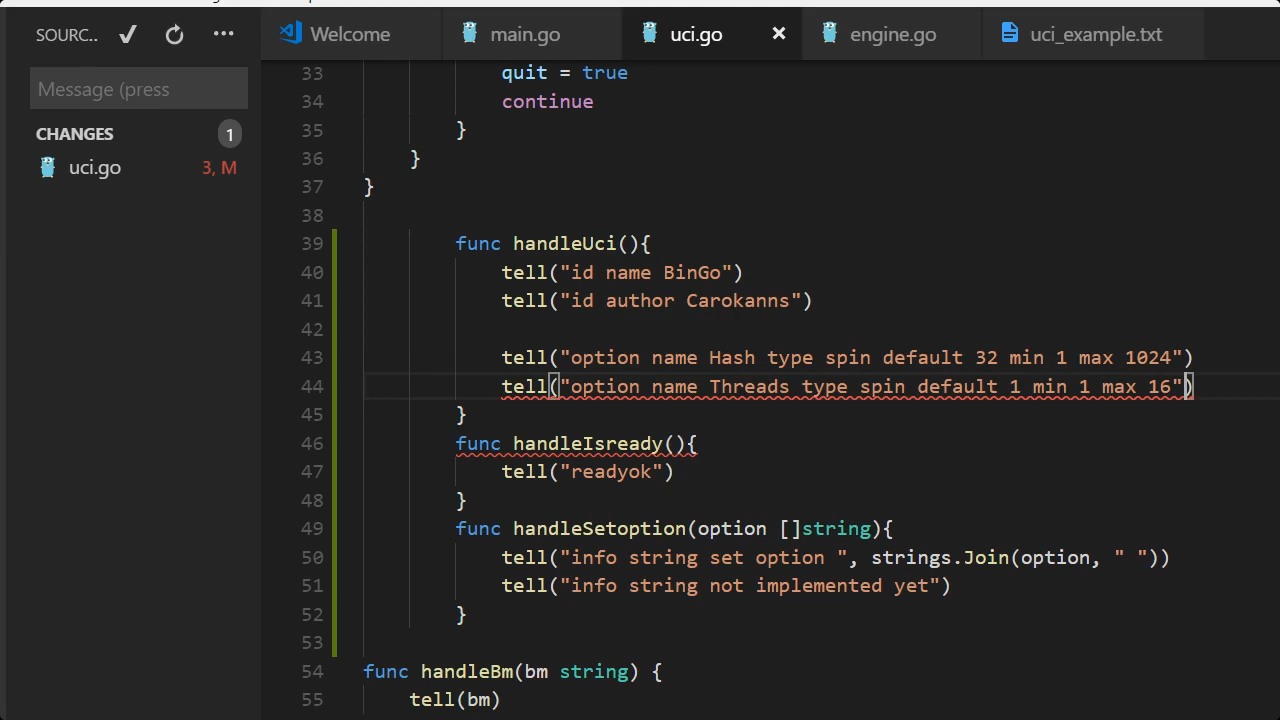 SOURC.. ✓ ···
Welcome
main.go
uci.go ×
engine.go
uci_example.txt
Message (press
CHANGES 1
uci.go 3, M
33 quit = true
34 continue
35 }
36 }
37 }
38
39 func handleUci(){
40 tell("id name BinGo")
41 tell("id author Carokanns")
42
43 tell("option name Hash type spin default 32 min 1 max 1024")
44 tell("option name Threads type spin default 1 min 1 max 16")
45 }
46 func handleIsready(){
47 tell("readyok")
48 }
49 func handleSetoption(option []string){
50 tell("info string set option ", strings.Join(option, " "))
51 tell("info string not implemented yet")
52 }
53
54 func handleBm(bm string) {
55 tell(bm)